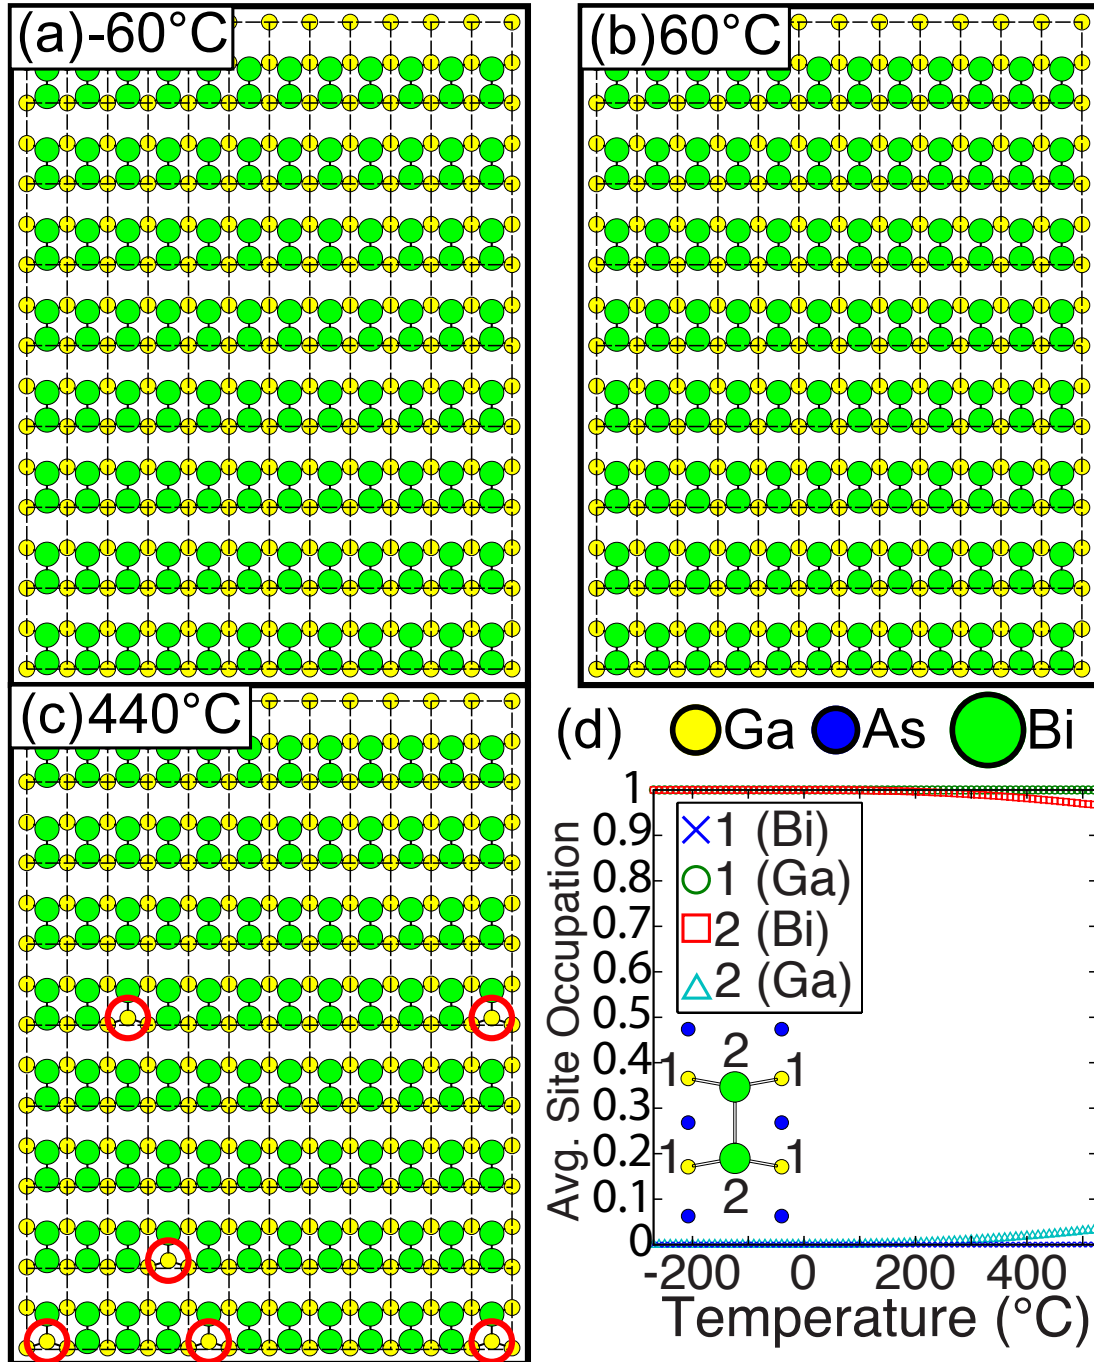 (a)-60°C
(b)60°C
(c)440°C
(d)
Ga
As
Bi
1
0.9
0.8
0.7
0.6
0.5
0.4
0.3
0.2
0.1
0
Avg. Site Occupation
1 (Bi)
1 (Ga)
2 (Bi)
2 (Ga)
2
1 1
1 1
2
-200 0 200 400
Temperature (°C)